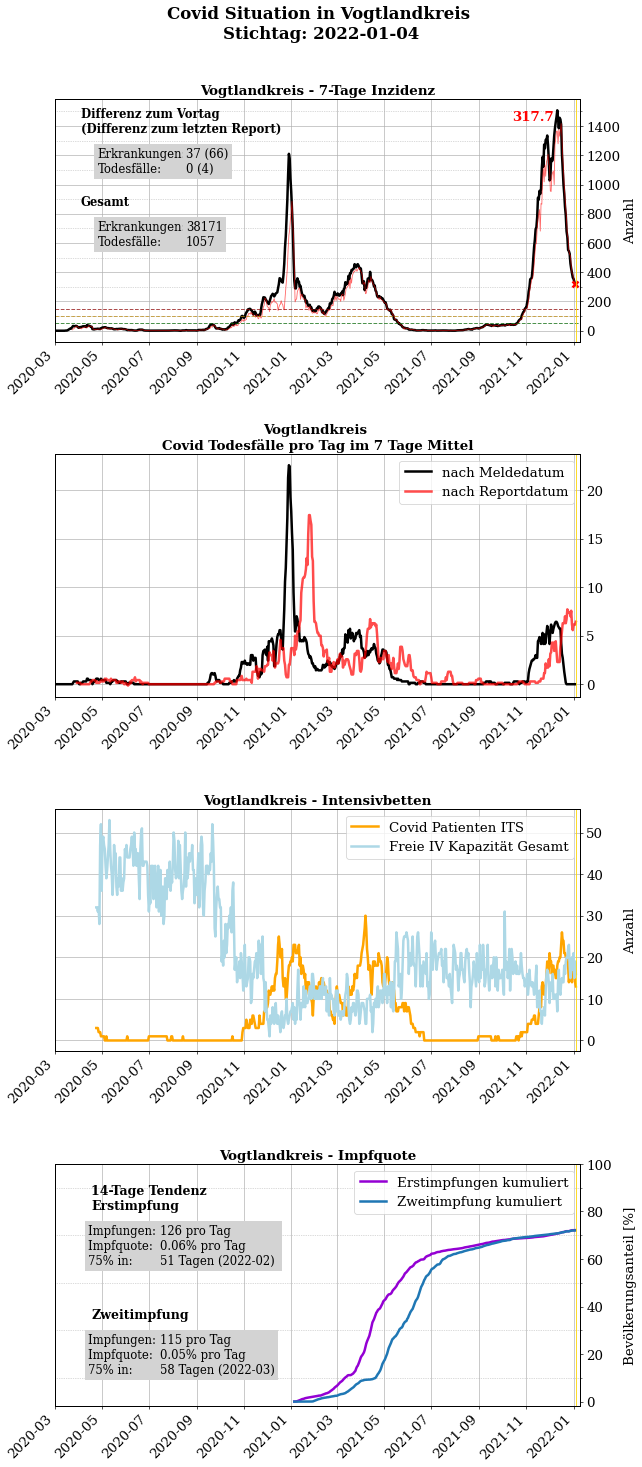 Covid Situation in Vogtlandkreis
Stichtag: 2022-01-04
Vogtlandkreis - 7-Tage Inzidenz
Differenz zum Vortag
(Differenz zum letzten Report)
Erkrankungen 37 (66)
Todesfälle: 0 (4)
Gesamt
Erkrankungen 38171
Todesfälle: 1057
317.7
1400
1200
1000
800
600
400
200
0
Anzahl
2020-03 2020-05 2020-07 2020-09 2020-11 2021-01 2021-03 2021-05 2021-07 2021-09 2021-11 2022-01
Vogtlandkreis
Covid Todesfälle pro Tag im 7 Tage Mittel
nach Meldedatum
nach Reportdatum
20
15
10
5
0
2020-03 2020-05 2020-07 2020-09 2020-11 2021-01 2021-03 2021-05 2021-07 2021-09 2021-11 2022-01
Vogtlandkreis - Intensivbetten
Covid Patienten ITS
Freie IV Kapazität Gesamt
50
40
30
20
10
0
Anzahl
2020-03 2020-05 2020-07 2020-09 2020-11 2021-01 2021-03 2021-05 2021-07 2021-09 2021-11 2022-01
Vogtlandkreis - Impfquote
14-Tage Tendenz
Erstimpfung
Impfungen: 126 pro Tag
Impfquote: 0.06% pro Tag
75% in: 51 Tagen (2022-02)
Zweitimpfung
Impfungen: 115 pro Tag
Impfquote: 0.05% pro Tag
75% in: 58 Tagen (2022-03)
Erstimpfungen kumuliert
Zweitimpfung kumuliert
100
80
60
40
20
0
Bevölkerungsanteil [%]
2020-03 2020-05 2020-07 2020-09 2020-11 2021-01 2021-03 2021-05 2021-07 2021-09 2021-11 2022-01